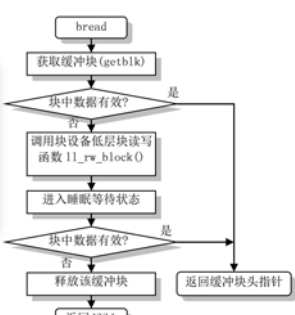 bread
获取缓冲块(getblk)
块中数据有效?
是
否
调用块设备低层块读写
函数 ll_rw_block()
进入睡眠等待状态
块中数据有效?
是
否
释放该缓冲块
返回缓冲块头指针